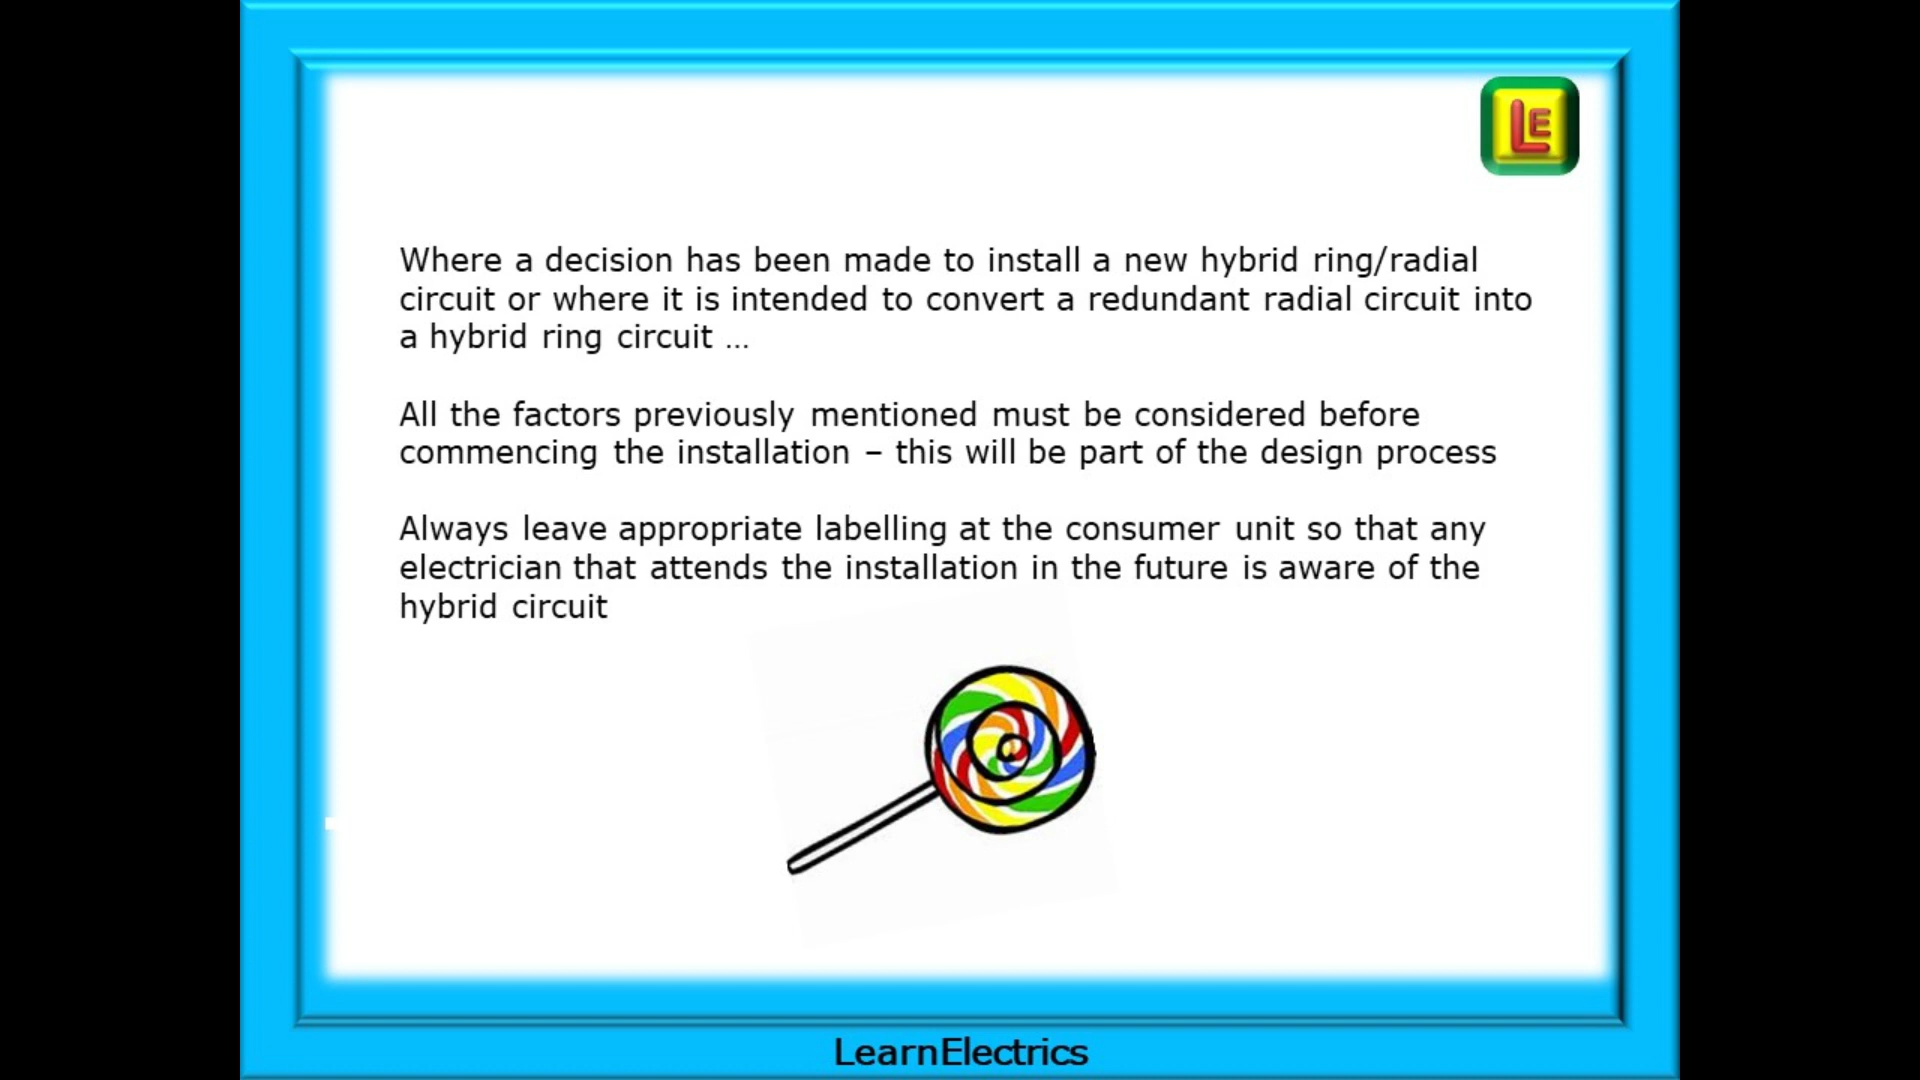 LE
Where a decision has been made to install a new hybrid ring/radial
circuit or where it is intended to convert a redundant radial circuit into
a hybrid ring circuit …
All the factors previously mentioned must be considered before
commencing the installation – this will be part of the design process
Always leave appropriate labelling at the consumer unit so that any
electrician that attends the installation in the future is aware of the
hybrid circuit
LearnElectrics